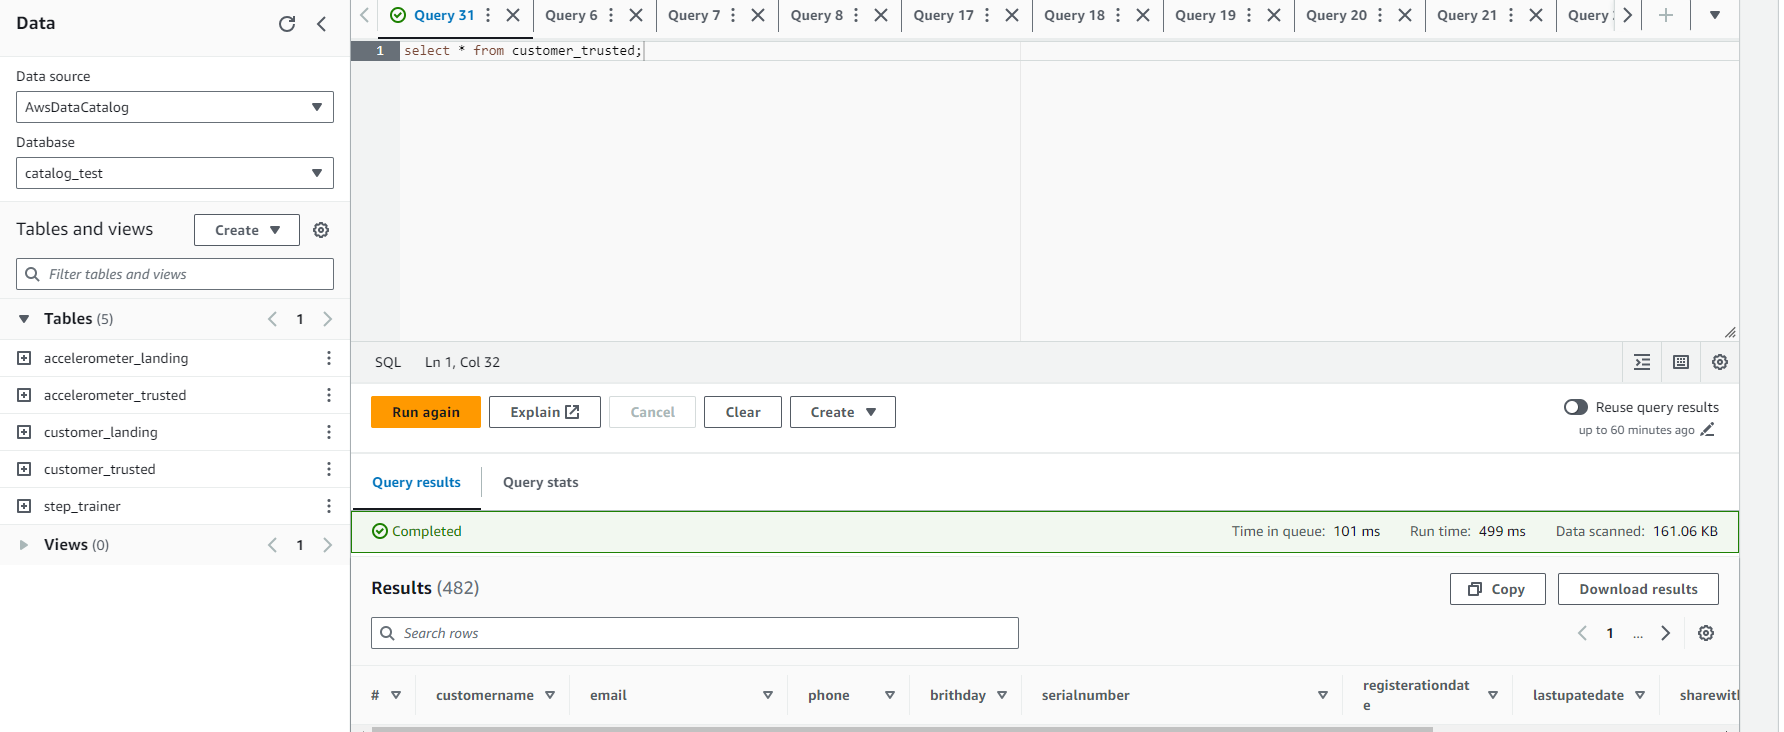 Data
Data source
AwsDataCatalog
Database
catalog_test
Tables and views
Create
Filter tables and views
Tables (5)
1
accelerometer_landing
accelerometer_trusted
customer_landing
customer_trusted
step_trainer
Views (0)
1
Query 31
Query 6
Query 7
Query 8
Query 17
Query 18
Query 19
Query 20
Query 21
Query
1 select * from customer_trusted;
SQL Ln 1, Col 32
Run again
Explain
Cancel
Clear
Create
Reuse query results
up to 60 minutes ago
Query results
Query stats
Completed
Time in queue: 101 ms
Run time: 499 ms
Data scanned: 161.06 KB
Results (482)
Copy
Download results
Search rows
1 ...
#
customername
email
phone
brithday
serialnumber
registerationdat
e
lastupatedate
sharewit